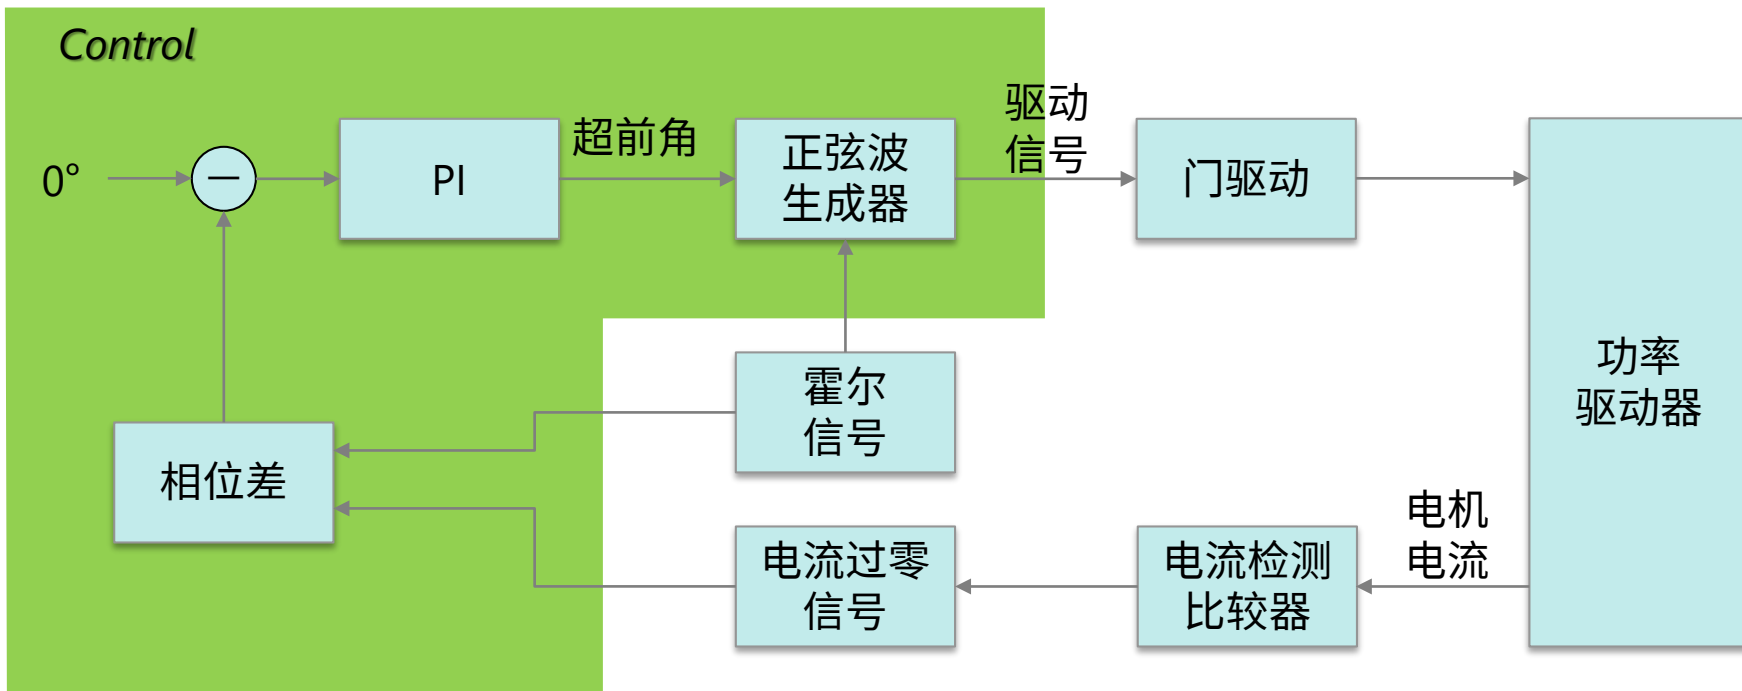 Control
0°
－
PI
超前角
正弦波
生成器
驱动
信号
门驱动
功率
驱动器
霍尔
信号
相位差
电流过零
信号
电流检测
比较器
电机
电流